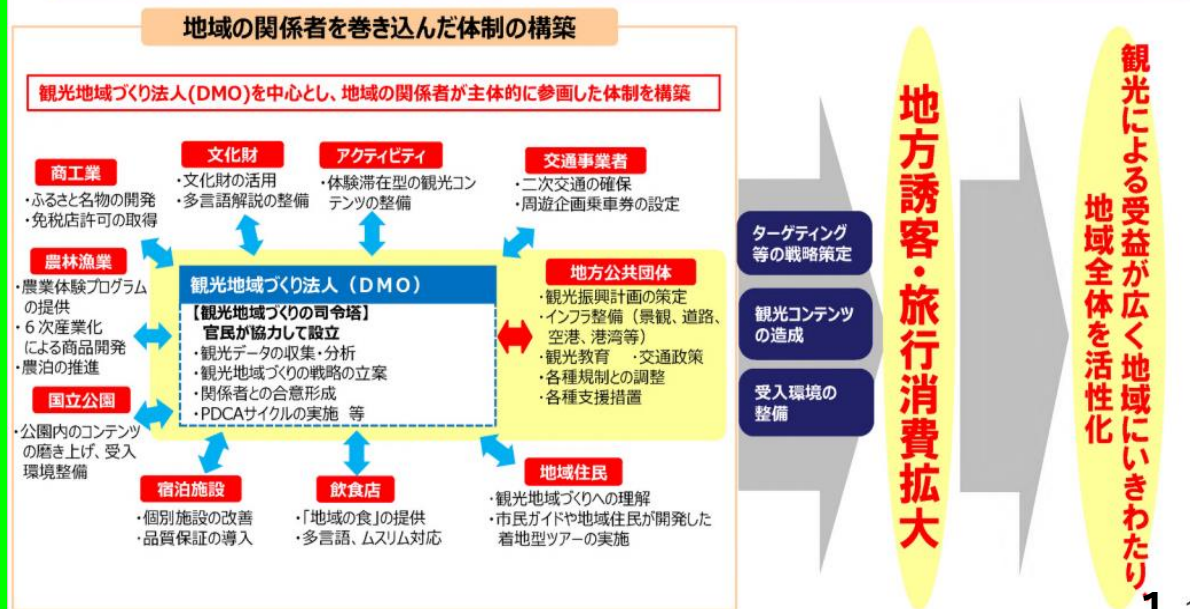 地域の関係者を巻き込んだ体制の構築
観光地域づくり法人(DMO)を中心とし、地域の関係者が主体的に参画した体制を構築
商工業
・ふるさと名物の開発
・免税店許可の取得
文化財
・文化財の活用
・多言語解説の整備
アクティビティ
・体験滞在型の観光コン
テンツの整備
交通事業者
・二次交通の確保
・周遊企画乗車券の設定
農林漁業
・農業体験プログラム
の提供
・6次産業化
による商品開発
・農泊の推進
観光地域づくり法人（DMO）
【観光地域づくりの司令塔】
官民が協力して設立
・観光データの収集・分析
・観光地域づくりの戦略の立案
・関係者との合意形成
・PDCAサイクルの実施 等
地方公共団体
・観光振興計画の策定
・インフラ整備（景観、道路、
空港、港湾等）
・観光教育 ・交通政策
・各種規制との調整
・各種支援措置
国立公園
・公園内のコンテンツ
の磨き上げ、受入
環境整備
宿泊施設
・個別施設の改善
・品質保証の導入
飲食店
・「地域の食」の提供
・多言語、ムスリム対応
地域住民
・観光地域づくりへの理解
・市民ガイドや地域住民が開発した
着地型ツアーの実施
ターゲティング
等の戦略策定
観光コンテンツ
の造成
受入環境の
整備
地方誘客・旅行消費拡大
観光による受益が広く地域にいきわたり、
地域全体を活性化
1